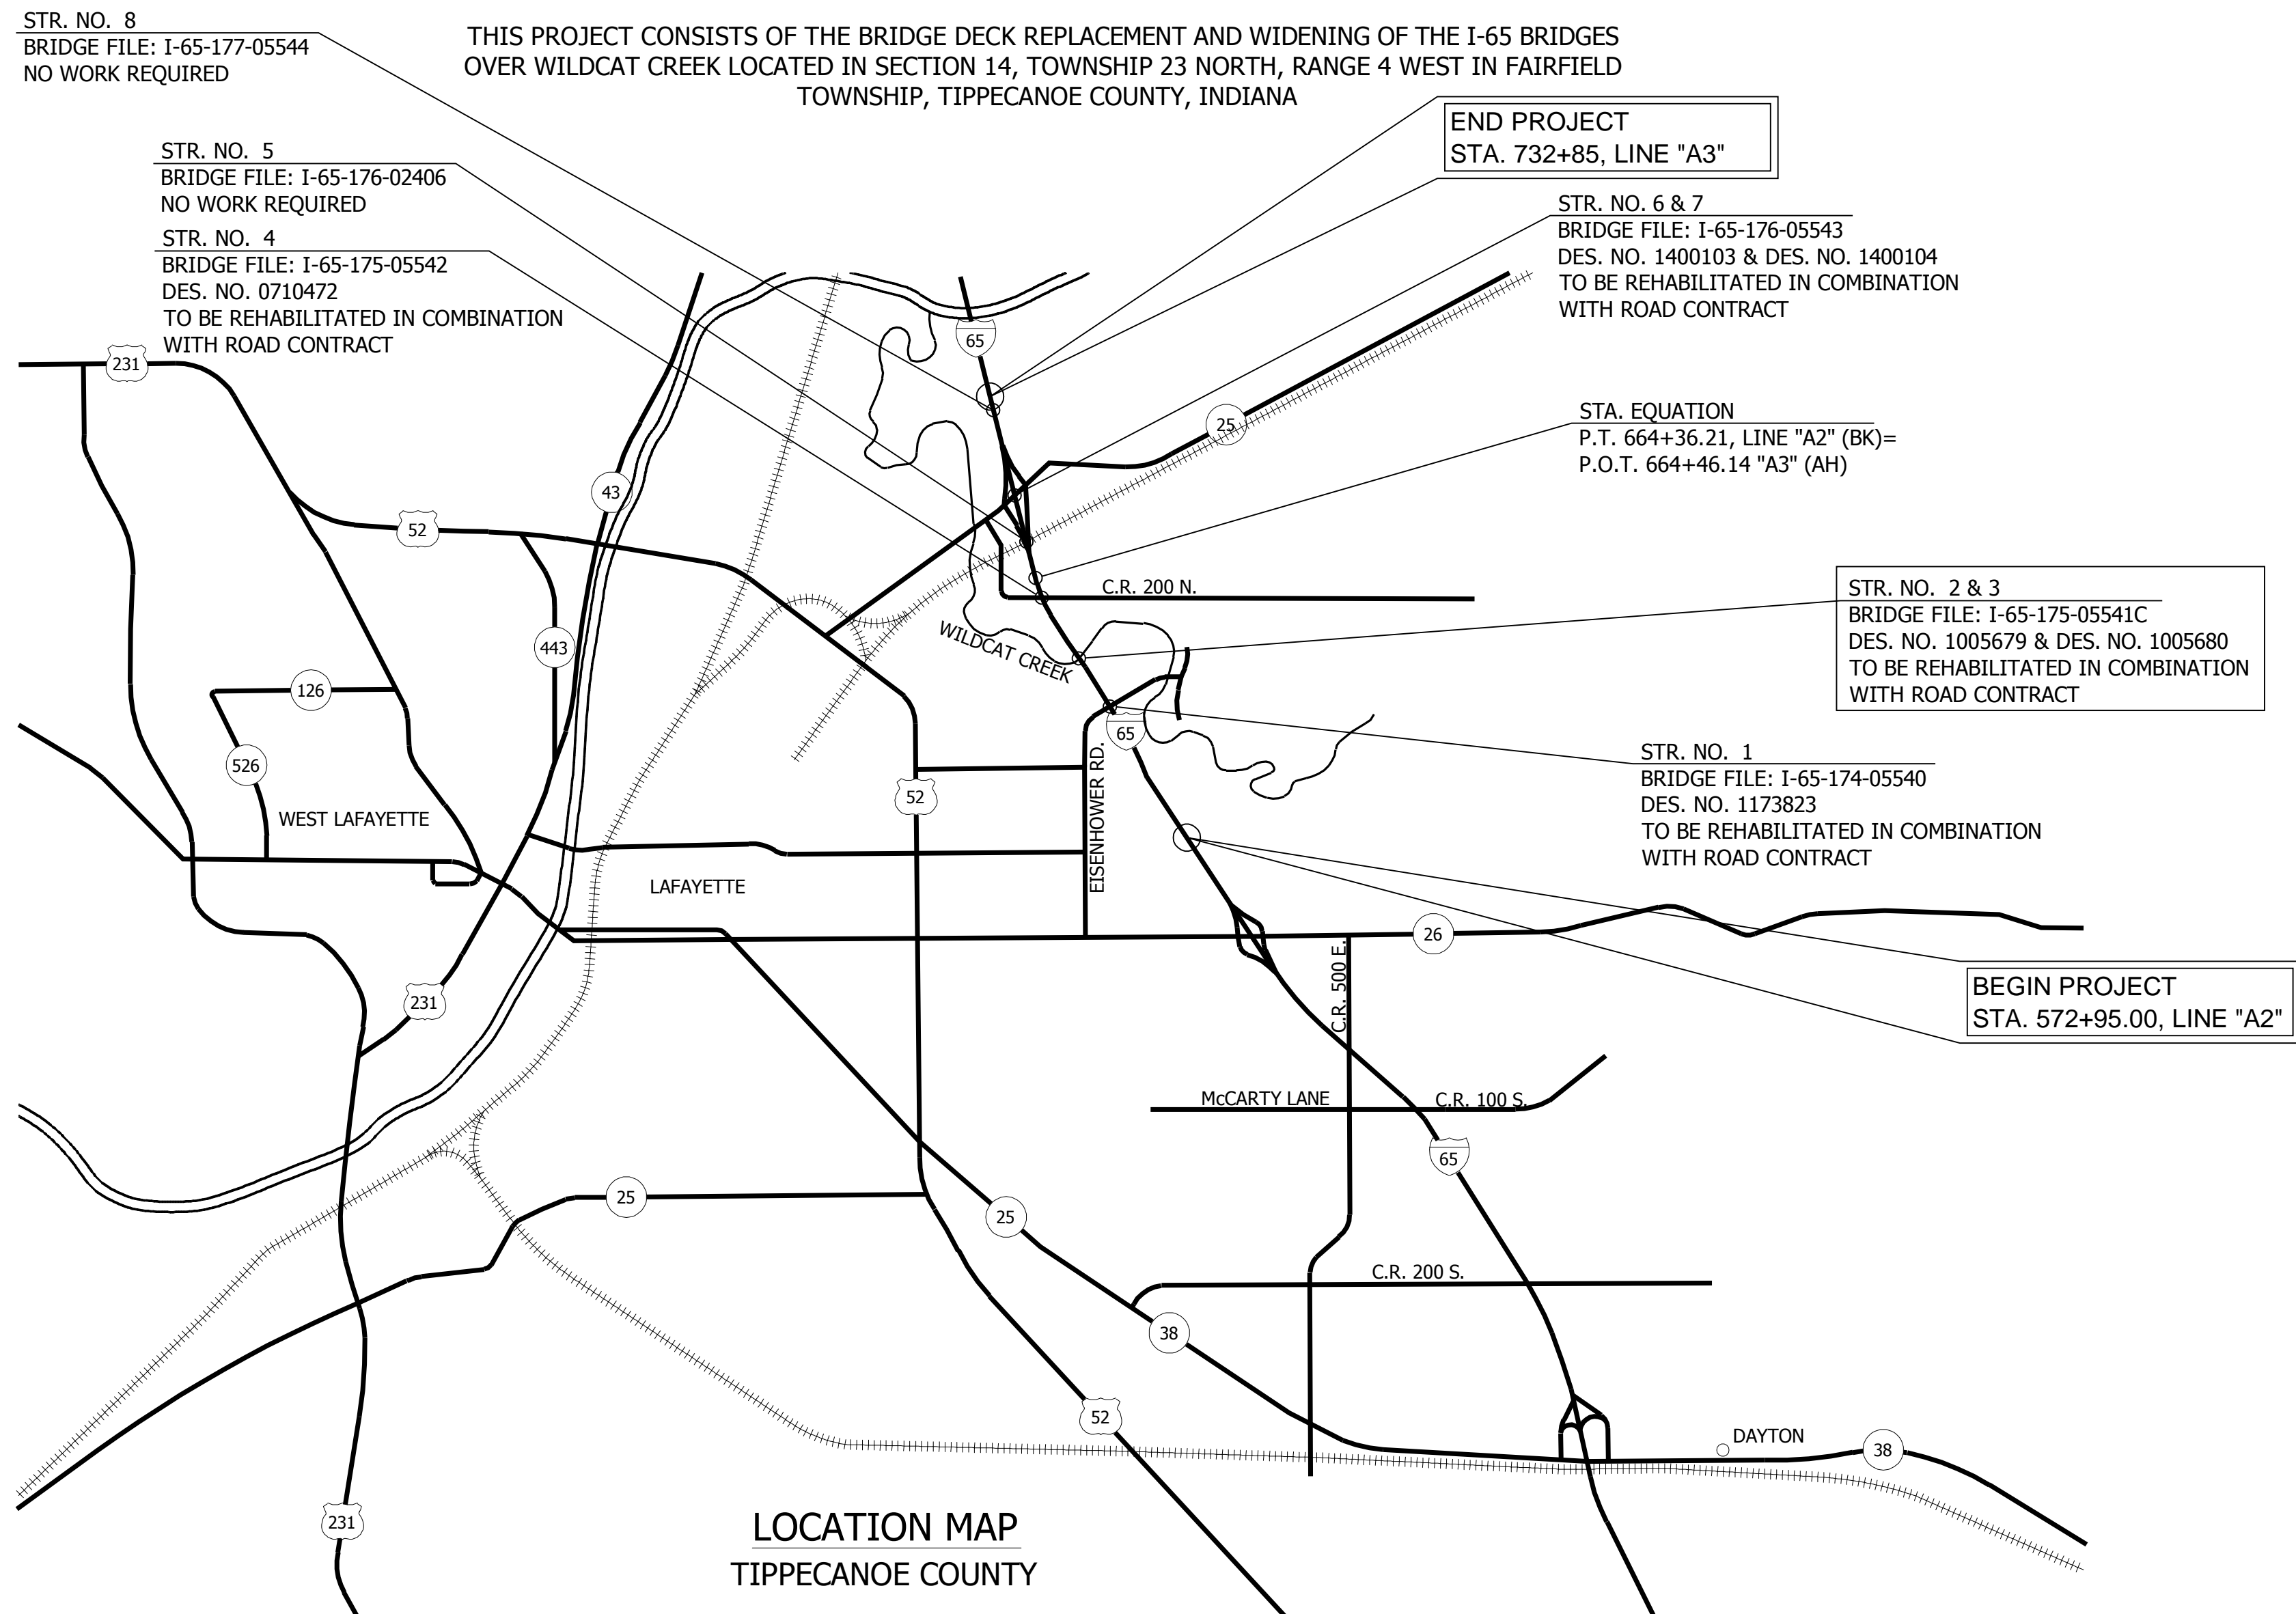 STR. NO. 8
BRIDGE FILE: I-65-177-05544
NO WORK REQUIRED
THIS PROJECT CONSISTS OF THE BRIDGE DECK REPLACEMENT AND WIDENING OF THE I-65 BRIDGES
OVER WILDCAT CREEK LOCATED IN SECTION 14, TOWNSHIP 23 NORTH, RANGE 4 WEST IN FAIRFIELD
TOWNSHIP, TIPPECANOE COUNTY, INDIANA
END PROJECT
STA. 732+85, LINE "A3"
STR. NO. 5
BRIDGE FILE: I-65-176-02406
NO WORK REQUIRED
STR. NO. 4
BRIDGE FILE: I-65-175-05542
DES. NO. 0710472
TO BE REHABILITATED IN COMBINATION
WITH ROAD CONTRACT
STR. NO. 6 & 7
BRIDGE FILE: I-65-176-05543
DES. NO. 1400103 & DES. NO. 1400104
TO BE REHABILITATED IN COMBINATION
WITH ROAD CONTRACT
65
231
25
STA. EQUATION
P.T. 664+36.21, LINE "A2" (BK)=
P.O.T. 664+46.14 "A3" (AH)
43
52
C.R. 200 N.
STR. NO. 2 & 3
BRIDGE FILE: I-65-175-05541C
DES. NO. 1005679 & DES. NO. 1005680
TO BE REHABILITATED IN COMBINATION
WITH ROAD CONTRACT
WILDCAT CREEK
443
126
65
526
52
EISENHOWER RD.
STR. NO. 1
BRIDGE FILE: I-65-174-05540
DES. NO. 1173823
TO BE REHABILITATED IN COMBINATION
WITH ROAD CONTRACT
WEST LAFAYETTE
LAFAYETTE
26
C.R. 500 E.
BEGIN PROJECT
STA. 572+95.00, LINE "A2"
231
McCARTY LANE
C.R. 100 S.
65
25
25
C.R. 200 S.
38
52
DAYTON
38
231
LOCATION MAP
TIPPECANOE COUNTY